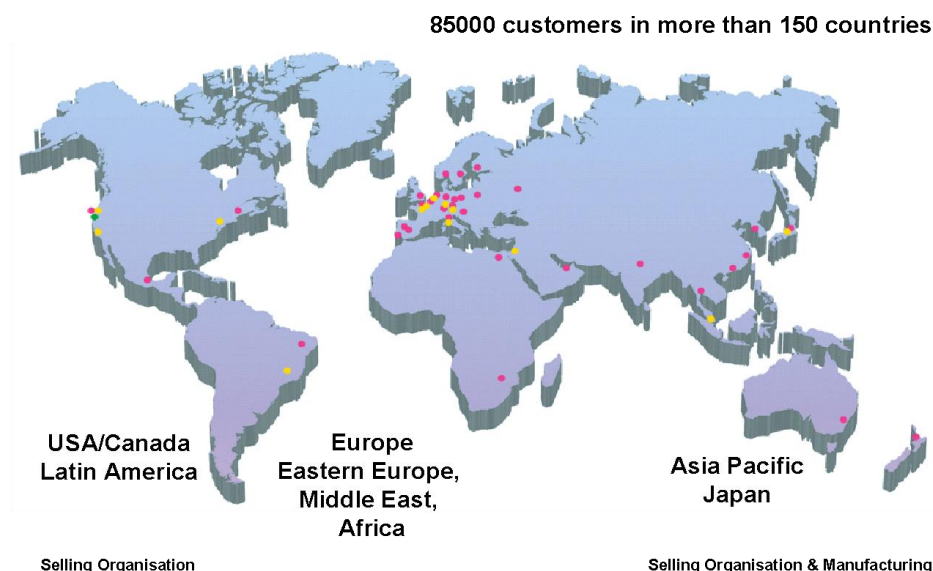 85000 customers in more than 150 countries
USA/Canada
Latin America
Europe
Eastern Europe,
Middle East,
Africa
Asia Pacific
Japan
Selling Organisation
Selling Organisation & Manufacturing